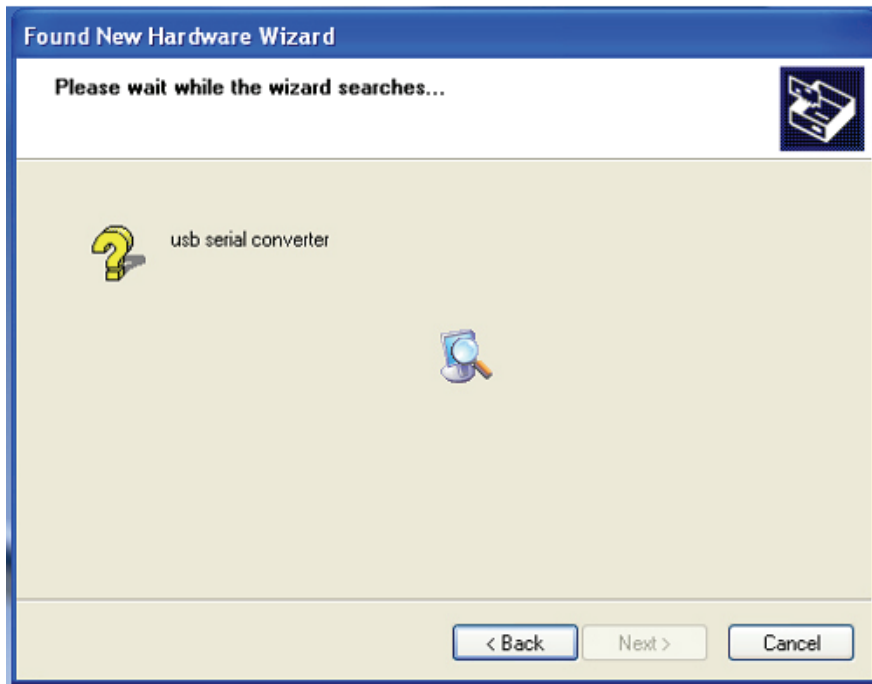 Found New Hardware Wizard
Please wait while the wizard searches...
usb serial converter
< Back
Next >
Cancel